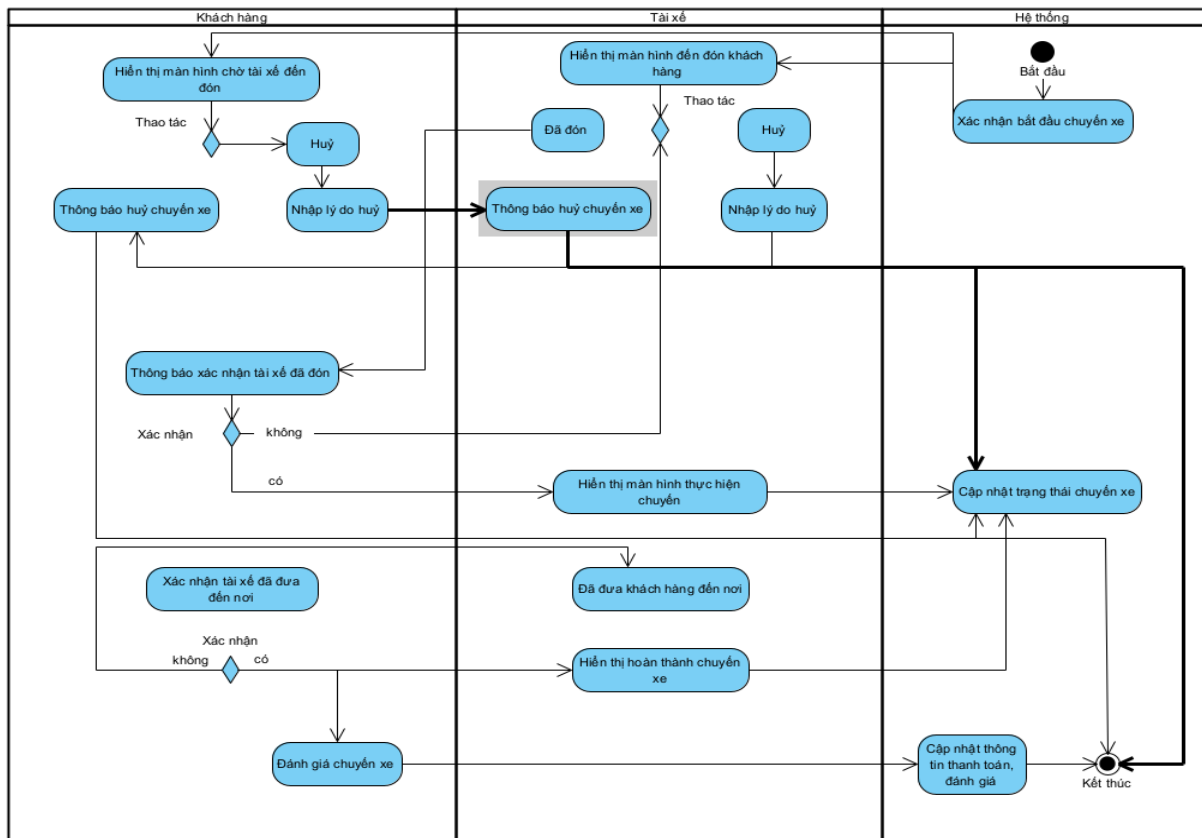 Khách hàng
Tài xế
Hệ thống
Hiển thị màn hình chờ tài xế đến
đón
Hiển thị màn hình đến đón khách
hàng
Bắt đầu
Thao tác
Thao tác
Huỷ
Đã đón
Huỷ
Xác nhận bắt đầu chuyến xe
Thông báo huỷ chuyến xe
Nhập lý do huỷ
Thông báo huỷ chuyến xe
Nhập lý do huỷ
Thông báo xác nhận tài xế đã đón
Xác nhận
không
có
Hiển thị màn hình thực hiện
chuyến
Cập nhật trạng thái chuyến xe
Xác nhận tài xế đã đưa
đến nơi
Đã đưa khách hàng đến nơi
Xác nhận
không
có
Hiển thị hoàn thành chuyến
xe
Đánh giá chuyến xe
Cập nhật thông
tin thanh toán,
đánh giá
Kết thúc